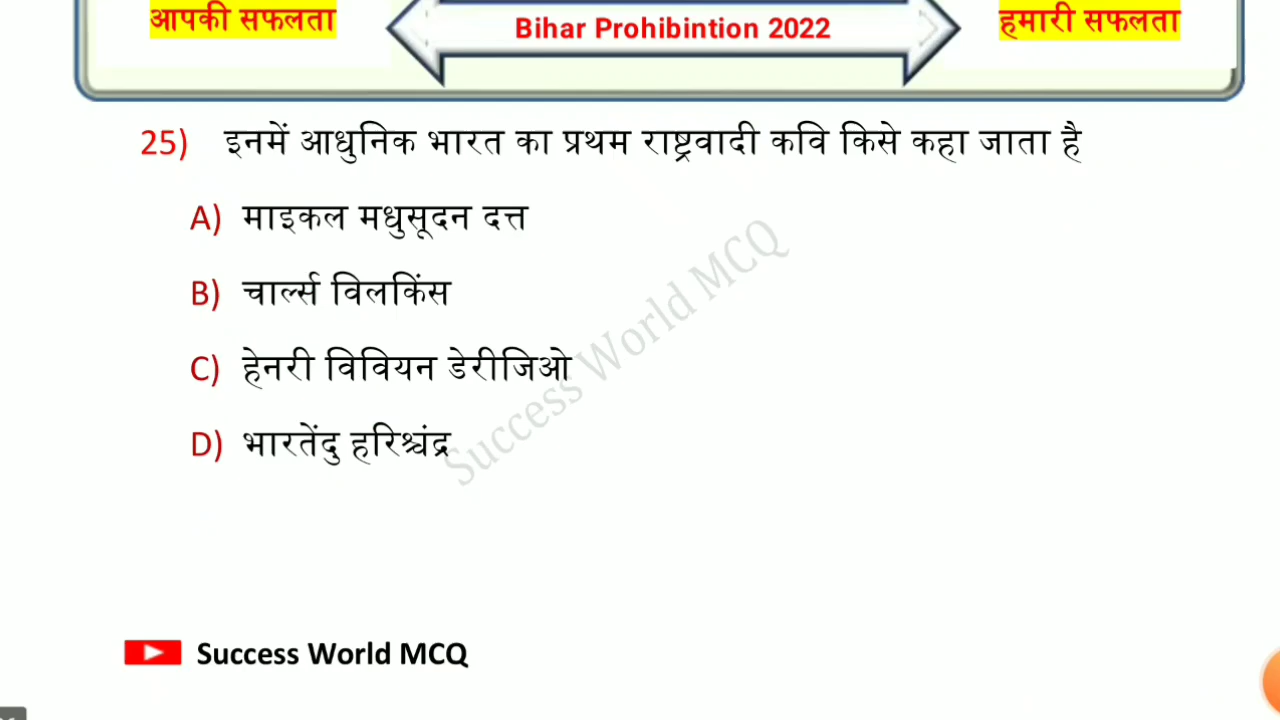 आपकी सफलता
Bihar Prohibintion 2022
हमारी सफलता
25) इनमें आधुनिक भारत का प्रथम राष्ट्रवादी कवि किसे कहा जाता है
A) माइकल मधुसूदन दत्त
B) चार्ल्स विलकिंस
C) हेनरी विवियन डेरीजिओ
D) भारतेंदु हरिश्चंद्र
Success World MCQ
Success World MCQ